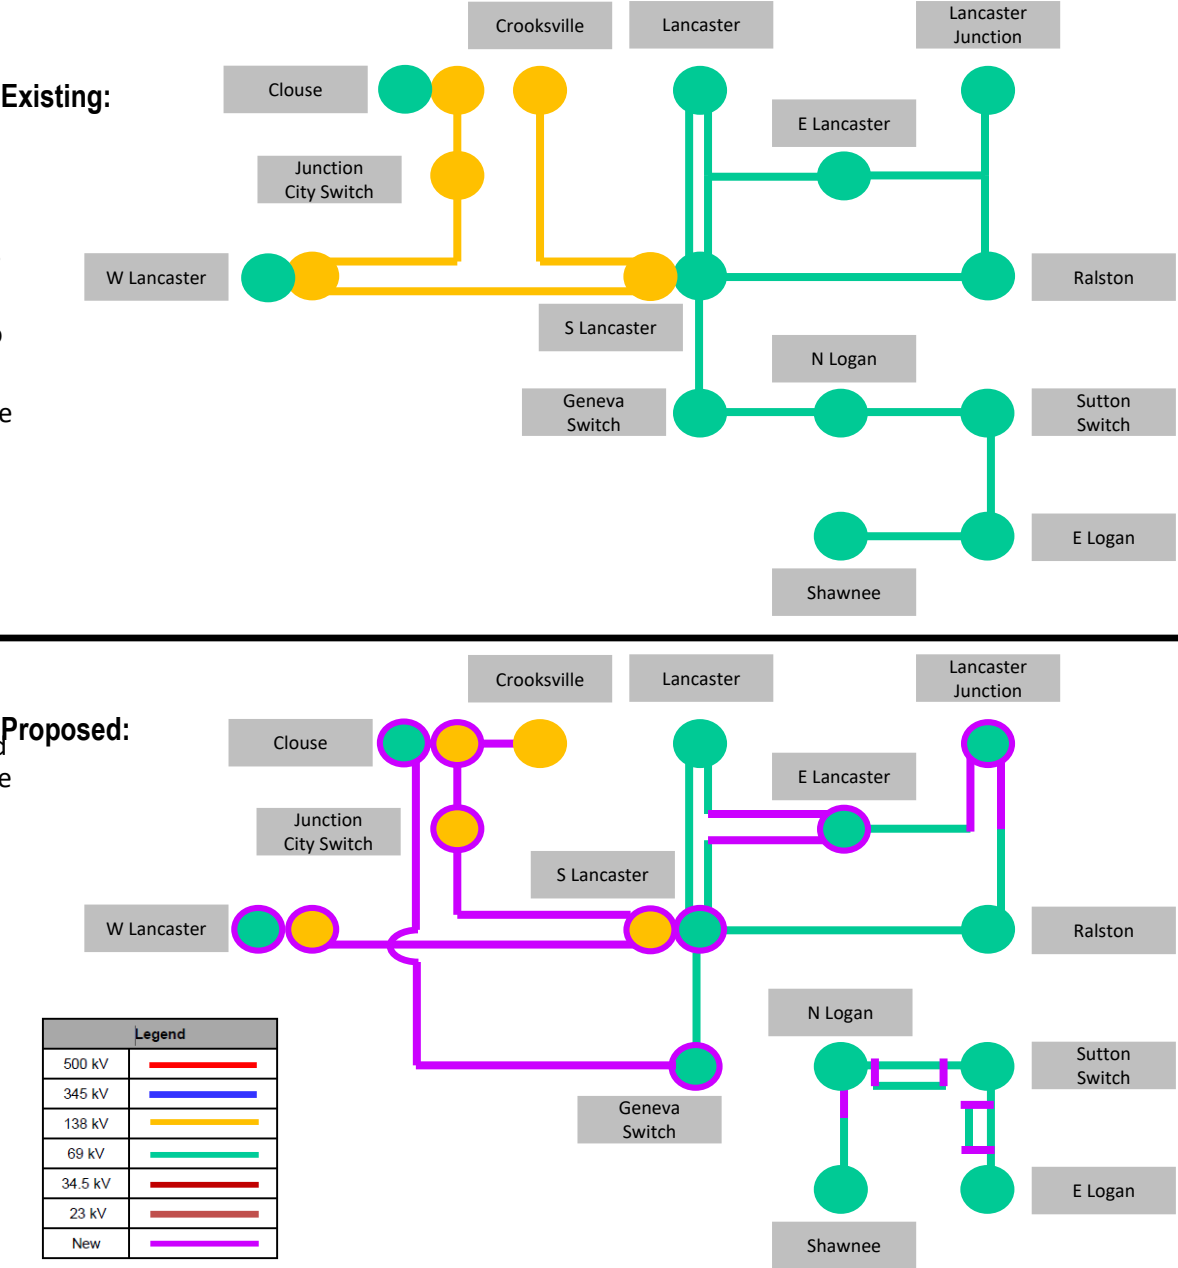 Crooksville
Lancaster
Lancaster
Junction
Existing:
Clouse
E Lancaster
Junction
City Switch
W Lancaster
Ralston
S Lancaster
N Logan
e
Geneva
Switch
Sutton
Switch
E Logan
Shawnee
Crooksville
Lancaster
Lancaster
Junction
Proposed:
d
e
Clouse
E Lancaster
Junction
City Switch
S Lancaster
W Lancaster
Ralston
N Logan
Legend
500 kV
345 kV
138 kV
69 kV
34.5 kV
23 kV
New
Sutton
Switch
Geneva
Switch
E Logan
Shawnee